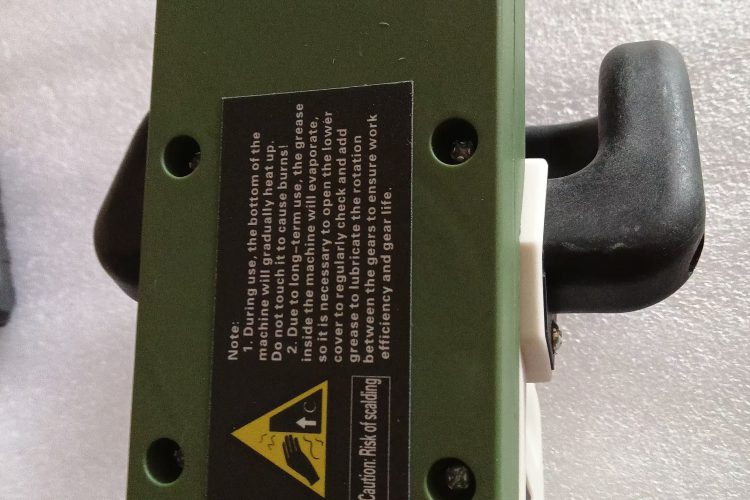 Note:
1. During use, the bottom of the
machine will gradually heat up.
Do not touch it to cause burns!
2. Due to long-term use, the grease
inside the machine will evaporate,
so it is necessary to open the lower
cover to regularly check and add
grease to lubricate the rotation
between the gears to ensure work
efficiency and gear life.
C
Caution: Risk of scalding